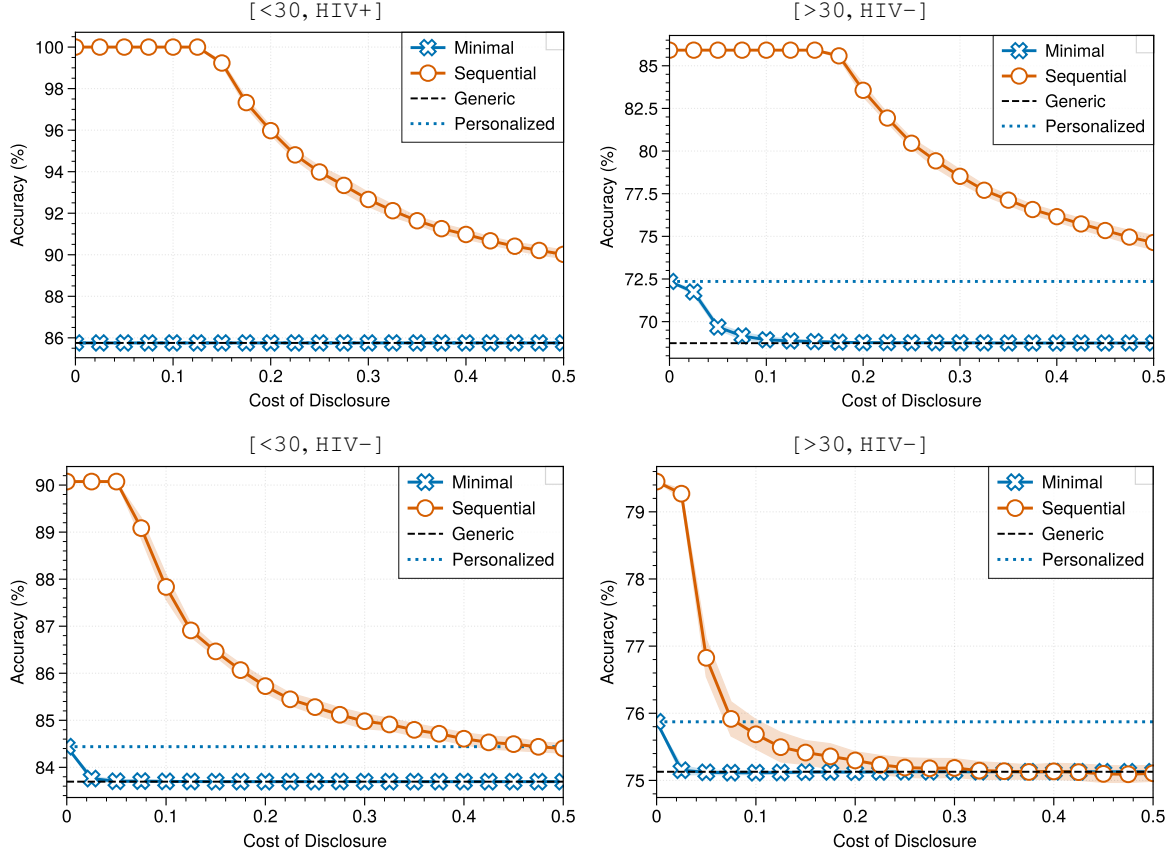 [<30, HIV+]
100
98
96
94
92
90
88
86
Accuracy (%)
0
0.1
0.2
0.3
0.4
0.5
Cost of Disclosure
Minimal
Sequential
Generic
Personalized
[>30, HIV−]
85
82.5
80
77.5
75
72.5
70
Accuracy (%)
0
0.1
0.2
0.3
0.4
0.5
Cost of Disclosure
Minimal
Sequential
Generic
Personalized
[<30, HIV−]
90
89
88
87
86
85
84
Accuracy (%)
0
0.1
0.2
0.3
0.4
0.5
Cost of Disclosure
Minimal
Sequential
Generic
Personalized
[>30, HIV−]
79
78
77
76
75
Accuracy (%)
0
0.1
0.2
0.3
0.4
0.5
Cost of Disclosure
Minimal
Sequential
Generic
Personalized